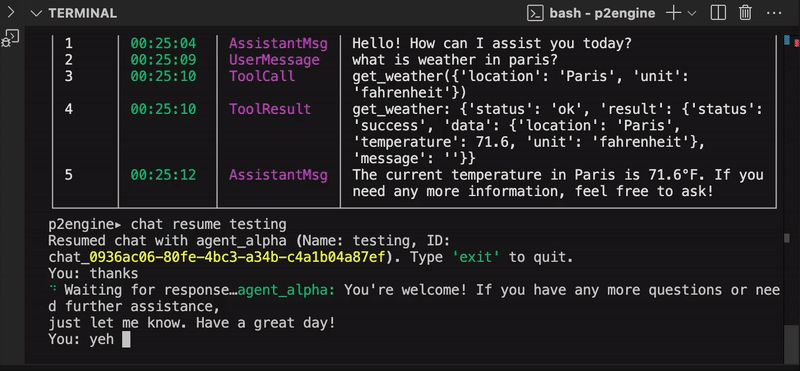 TERMINAL
bash - p2engine
1 00:25:04 AssistantMsg Hello! How can I assist you today?
2 00:25:09 UserMessage what is weather in paris?
3 00:25:10 ToolCall get_weather({'location': 'Paris', 'unit':
'fahrenheit'})
4 00:25:10 ToolResult get_weather: {'status': 'ok', 'result': {'status':
'success', 'data': {'location': 'Paris',
'temperature': 71.6, 'unit': 'fahrenheit'},
'message': ''}}
5 00:25:12 AssistantMsg The current temperature in Paris is 71.6°F. If you
need any more information, feel free to ask!
p2engine▸ chat resume testing
Resumed chat with agent_alpha (Name: testing, ID:
chat_0936ac06-80fe-4bc3-a34b-c4a1b04a87ef). Type 'exit' to quit.
You: thanks
Waiting for response…agent_alpha: You're welcome! If you have any more questions or nee
d further assistance,
just let me know. Have a great day!
You: yeh